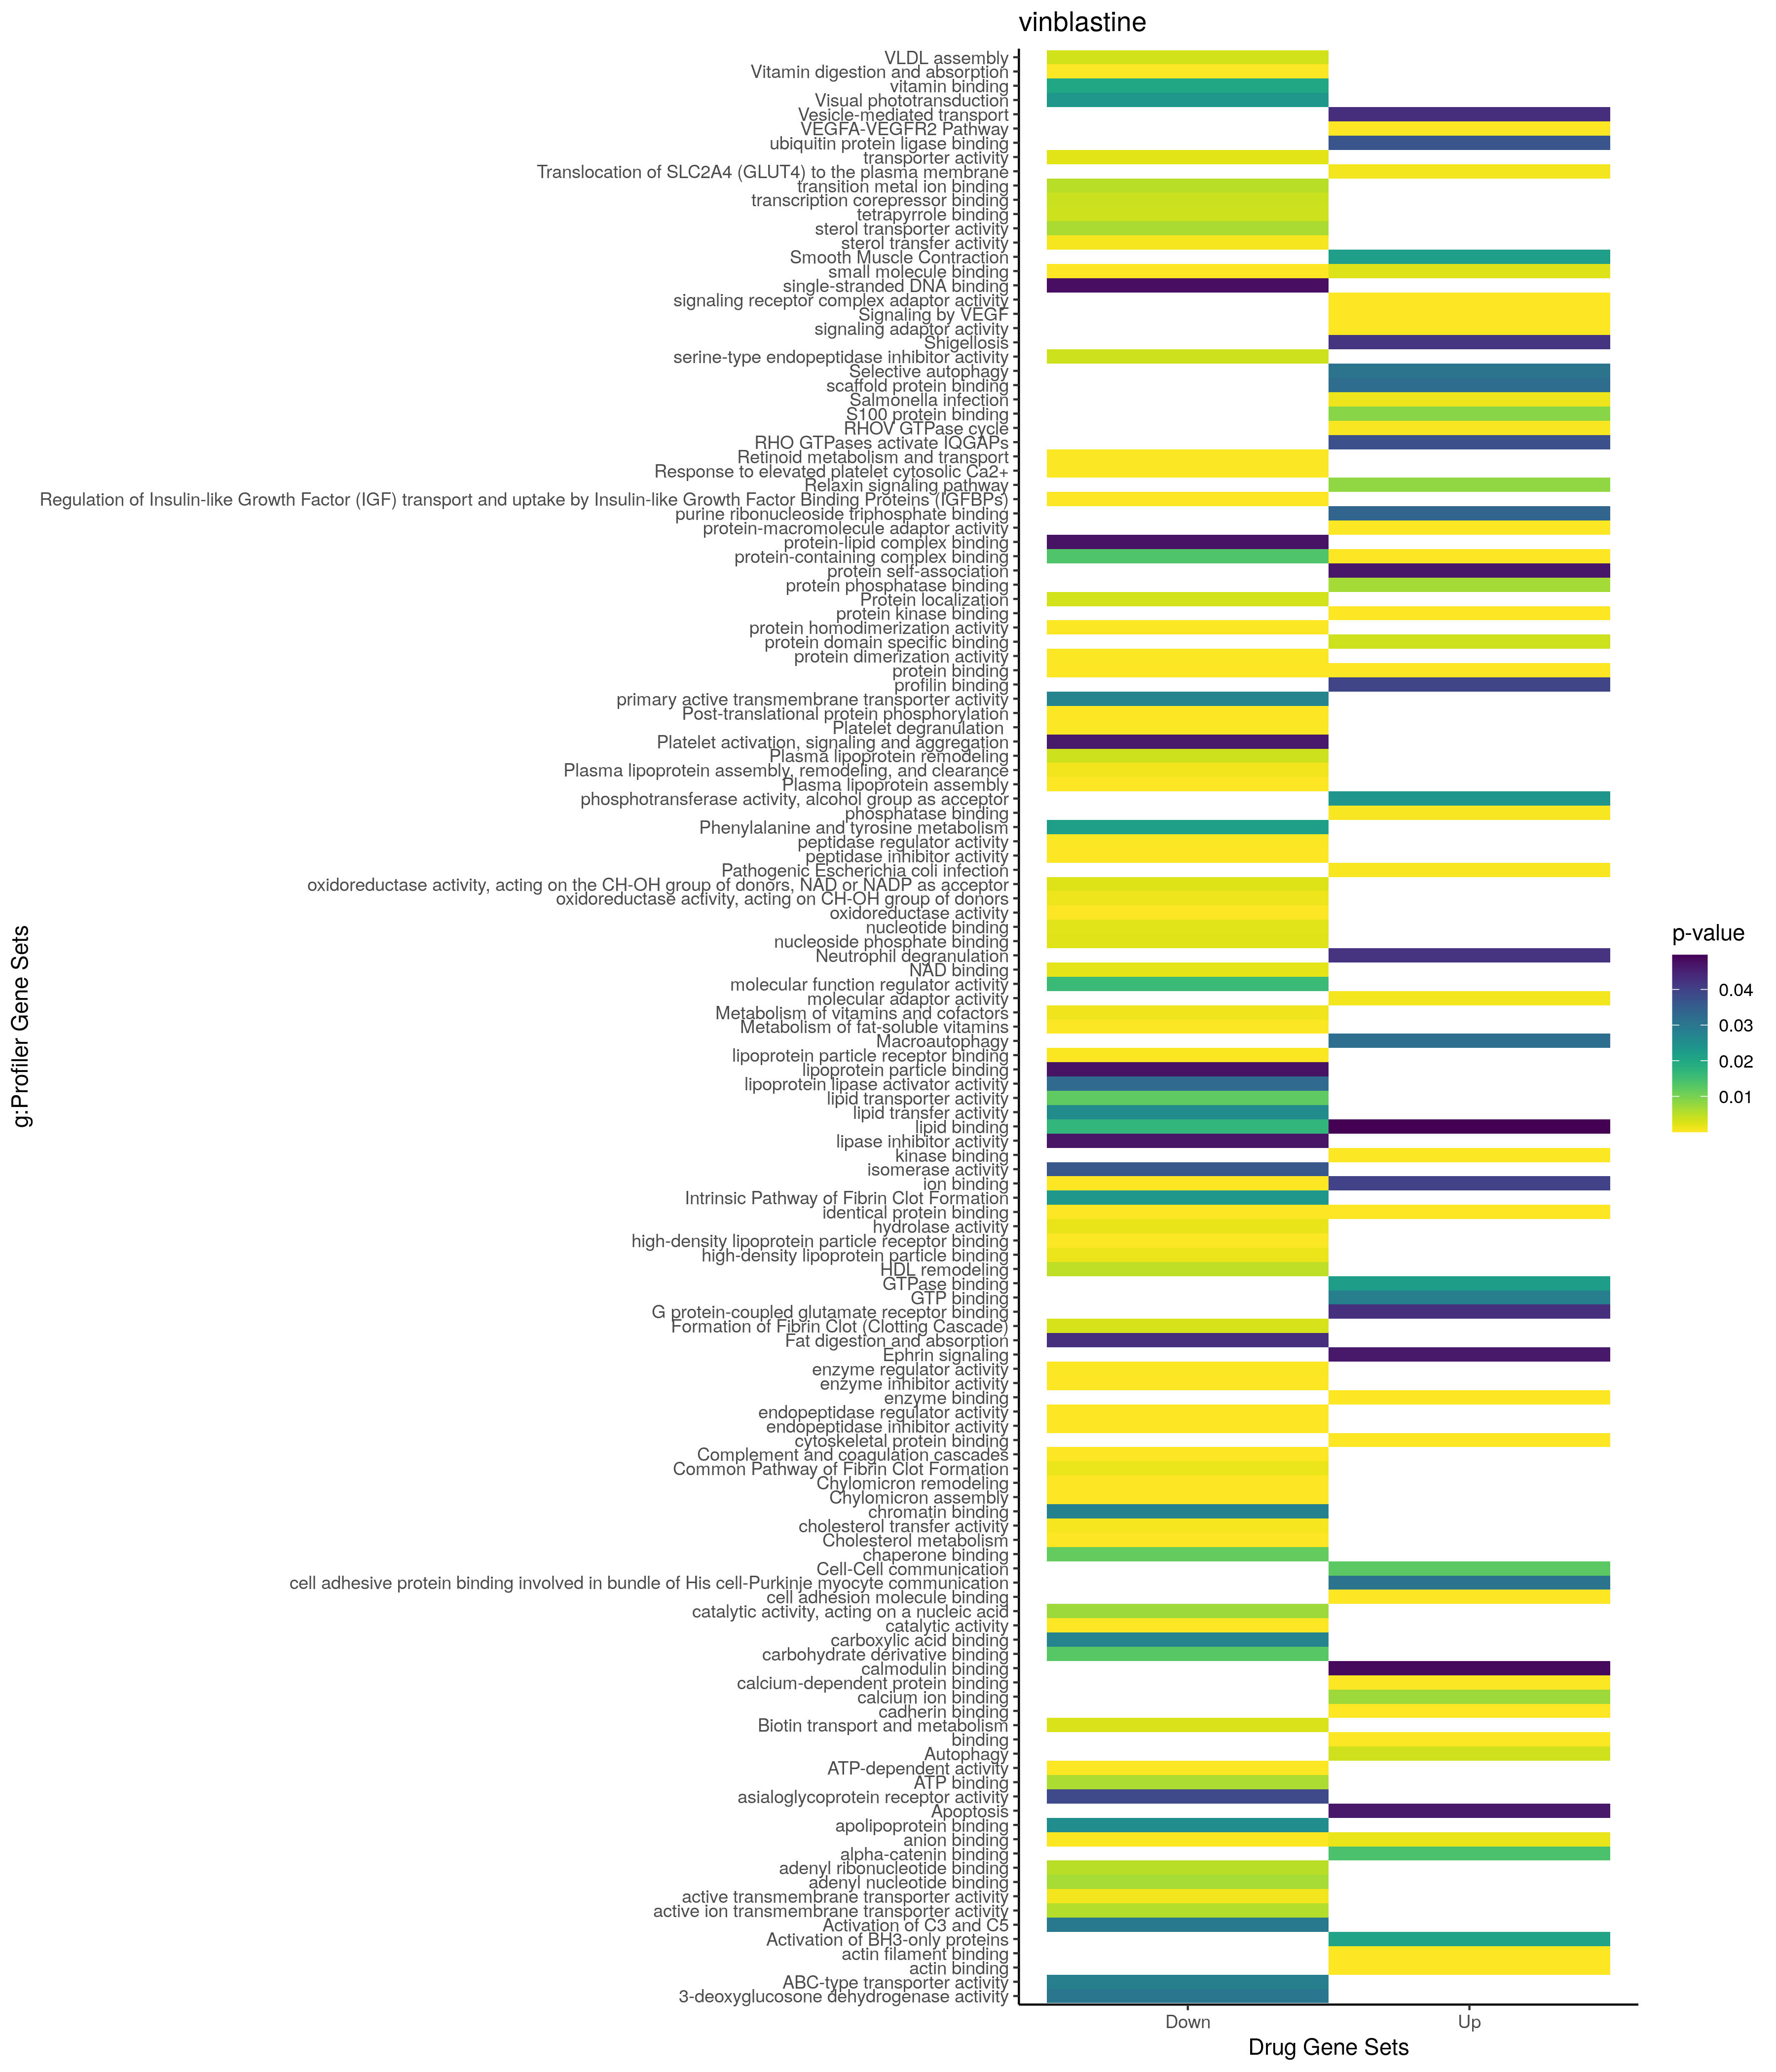 vinblastine
VLDL assembly
Vitamin digestion and absorption
vitamin binding
Visual phototransduction
Vesicle-mediated transport
VEGFA-VEGFR2 Pathway
ubiquitin protein ligase binding
transporter activity
Translocation of SLC2A4 (GLUT4) to the plasma membrane
transition metal ion binding
transcription corepressor binding
tetrapyrrole binding
sterol transporter activity
sterol transfer activity
Smooth Muscle Contraction
small molecule binding
single-stranded DNA binding
signaling receptor complex adaptor activity
Signaling by VEGF
signaling adaptor activity
Shigellosis
serine-type endopeptidase inhibitor activity
Selective autophagy
scaffold protein binding
Salmonella infection
S100 protein binding
RHOV GTPase cycle
RHO GTPases activate IQGAPs
Retinoid metabolism and transport
Response to elevated platelet cytosolic Ca2+
Relaxin signaling pathway
Regulation of Insulin-like Growth Factor (IGF) transport and uptake by Insulin-like Growth Factor Binding Proteins (IGFBPs)
purine ribonucleoside triphosphate binding
protein-macromolecule adaptor activity
protein-lipid complex binding
protein-containing complex binding
protein self-association
protein phosphatase binding
Protein localization
protein kinase binding
protein homodimerization activity
protein domain specific binding
protein dimerization activity
protein binding
profilin binding
primary active transmembrane transporter activity
Post-translational protein phosphorylation
Platelet degranulation
Platelet activation, signaling and aggregation
Plasma lipoprotein remodeling
Plasma lipoprotein assembly, remodeling, and clearance
Plasma lipoprotein assembly
phosphotransferase activity, alcohol group as acceptor
phosphatase binding
Phenylalanine and tyrosine metabolism
peptidase regulator activity
peptidase inhibitor activity
Pathogenic Escherichia coli infection
oxidoreductase activity, acting on the CH-OH group of donors, NAD or NADP as acceptor
oxidoreductase activity, acting on CH-OH group of donors
oxidoreductase activity
nucleotide binding
nucleoside phosphate binding
Neutrophil degranulation
NAD binding
molecular function regulator activity
molecular adaptor activity
Metabolism of vitamins and cofactors
Metabolism of fat-soluble vitamins
Macroautophagy
lipoprotein particle receptor binding
lipoprotein particle binding
lipoprotein lipase activator activity
lipid transporter activity
lipid transfer activity
lipid binding
lipase inhibitor activity
kinase binding
isomerase activity
ion binding
Intrinsic Pathway of Fibrin Clot Formation
identical protein binding
hydrolase activity
high-density lipoprotein particle receptor binding
high-density lipoprotein particle binding
HDL remodeling
GTPase binding
GTP binding
G protein-coupled glutamate receptor binding
Formation of Fibrin Clot (Clotting Cascade)
Fat digestion and absorption
Ephrin signaling
enzyme regulator activity
enzyme inhibitor activity
enzyme binding
endopeptidase regulator activity
endopeptidase inhibitor activity
cytoskeletal protein binding
Complement and coagulation cascades
Common Pathway of Fibrin Clot Formation
Chylomicron remodeling
Chylomicron assembly
chromatin binding
cholesterol transfer activity
Cholesterol metabolism
chaperone binding
Cell-Cell communication
cell adhesive protein binding involved in bundle of His cell-Purkinje myocyte communication
cell adhesion molecule binding
catalytic activity, acting on a nucleic acid
catalytic activity
carboxylic acid binding
carbohydrate derivative binding
calmodulin binding
calcium-dependent protein binding
calcium ion binding
cadherin binding
Biotin transport and metabolism
binding
Autophagy
ATP-dependent activity
ATP binding
asialoglycoprotein receptor activity
Apoptosis
apolipoprotein binding
anion binding
alpha-catenin binding
adenyl ribonucleotide binding
adenyl nucleotide binding
active transmembrane transporter activity
active ion transmembrane transporter activity
Activation of C3 and C5
Activation of BH3-only proteins
actin filament binding
actin binding
ABC-type transporter activity
3-deoxyglucosone dehydrogenase activity
Down
Up
Drug Gene Sets
g:Profiler Gene Sets
p-value
0.04
0.03
0.02
0.01